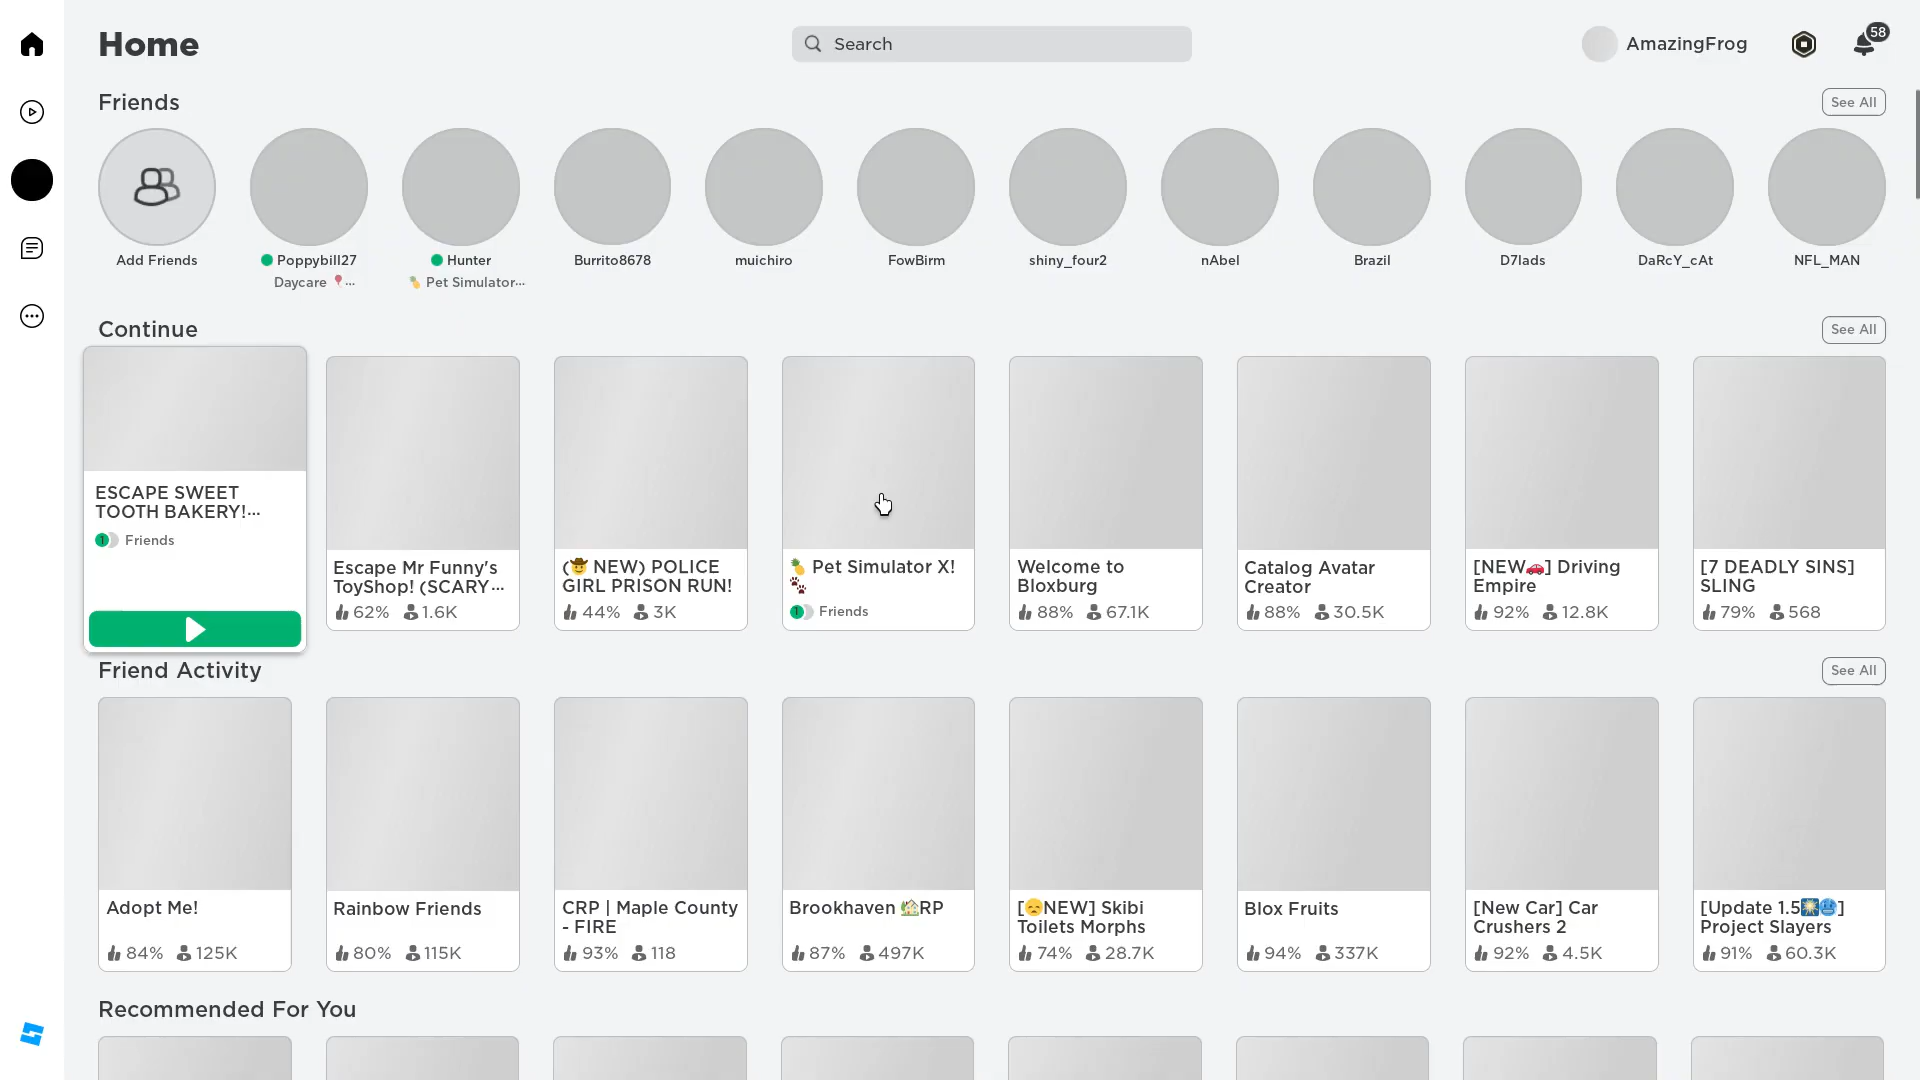 Home
Search
AmazingFrog
58
Friends
See All
Add Friends
Poppybill27
Daycare 📍...
Hunter
🍍 Pet Simulator...
Burrito8678
muichiro
FowBirm
shiny_four2
nAbel
Brazil
D7lads
DaRcY_cAt
NFL_MAN
Continue
See All
ESCAPE SWEET
TOOTH BAKERY!...
1 Friends
Escape Mr Funny's
ToyShop! (SCARY...
62% 1.6K
(🤠 NEW) POLICE
GIRL PRISON RUN!
44% 3K
🍍 Pet Simulator X!
🐾
1 Friends
Welcome to
Bloxburg
88% 67.1K
Catalog Avatar
Creator
88% 30.5K
[NEW🚗] Driving
Empire
92% 12.8K
[7 DEADLY SINS]
SLING
79% 568
Friend Activity
See All
Adopt Me!
84% 125K
Rainbow Friends
80% 115K
CRP | Maple County
- FIRE
93% 118
Brookhaven 🏡RP
87% 497K
[😞NEW] Skibi
Toilets Morphs
74% 28.7K
Blox Fruits
94% 337K
[New Car] Car
Crushers 2
92% 4.5K
[Update 1.5🎇🥶]
Project Slayers
91% 60.3K
Recommended For You